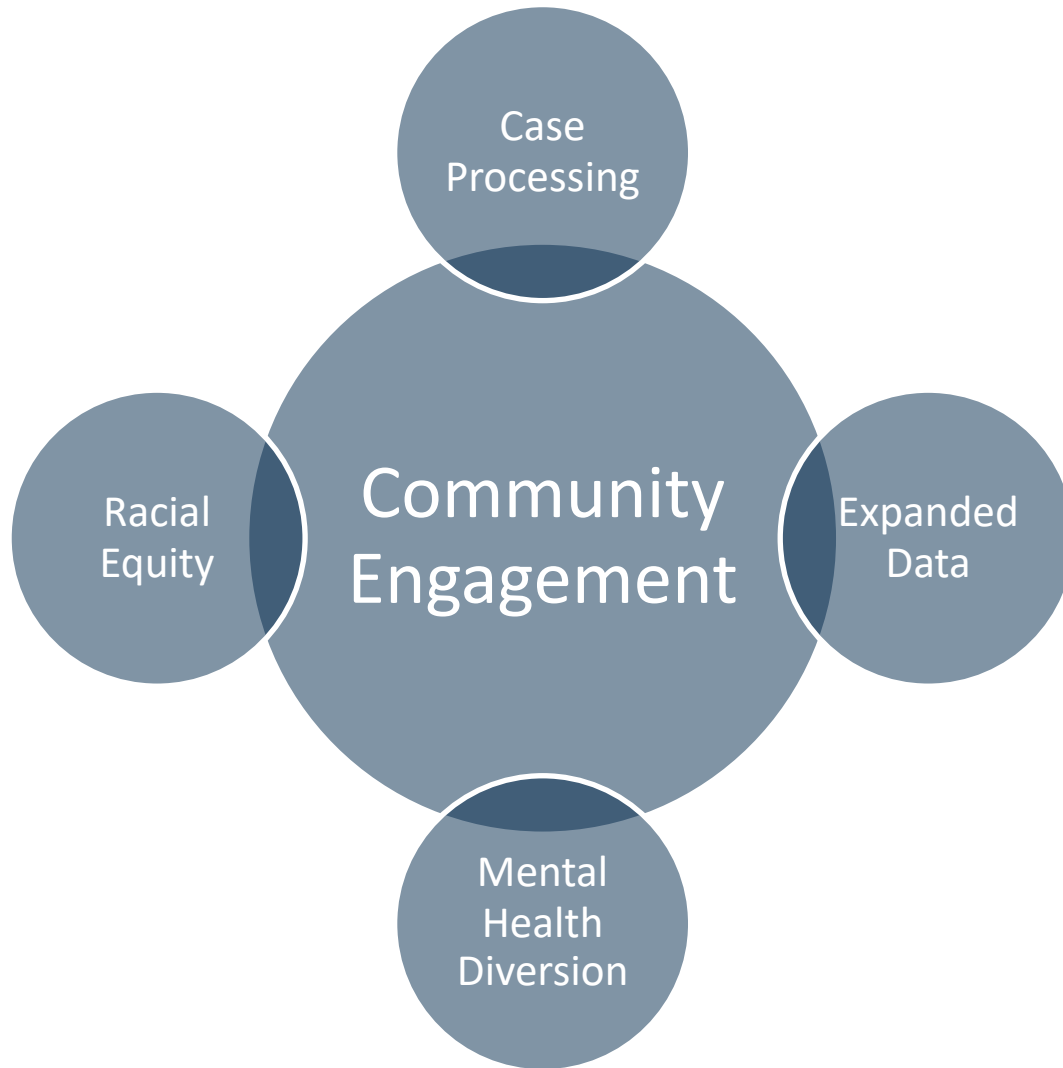 Case
Processing
Racial
Equity
Community
Engagement
Expanded
Data
Mental
Health
Diversion